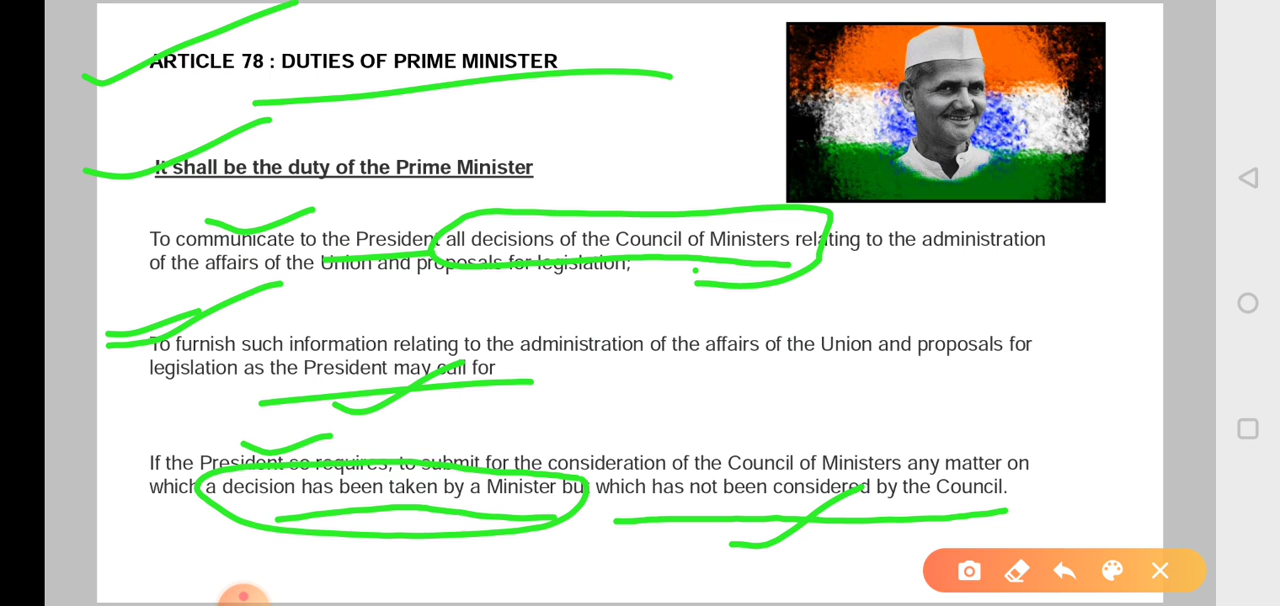 ARTICLE 78 : DUTIES OF PRIME MINISTER
It shall be the duty of the Prime Minister
To communicate to the President all decisions of the Council of Ministers relating to the administration
of the affairs of the Union and proposals for legislation;
To furnish such information relating to the administration of the affairs of the Union and proposals for
legislation as the President may call for
If the President so requires, to submit for the consideration of the Council of Ministers any matter on
which a decision has been taken by a Minister but which has not been considered by the Council.